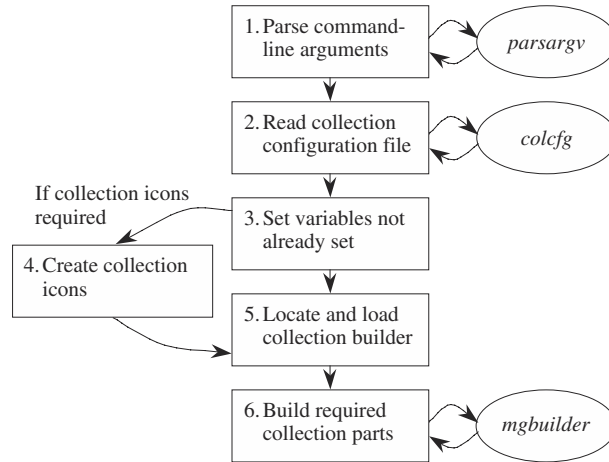 1. Parse command-
line arguments
parsargv
2. Read collection
configuration file
colcfg
If collection icons
required
3. Set variables not
already set
4. Create collection
icons
5. Locate and load
collection builder
6. Build required
collection parts
mgbuilder